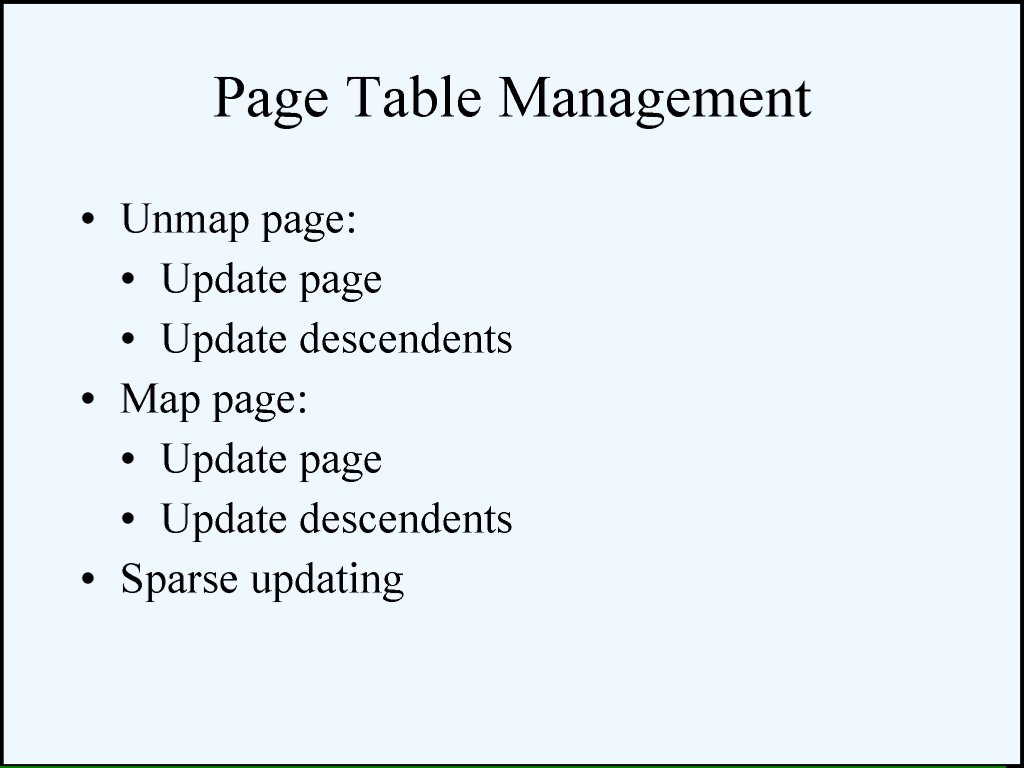 Page Table Management
• Unmap page:
• Update page
• Update descendents
• Map page:
• Update page
• Update descendents
• Sparse updating